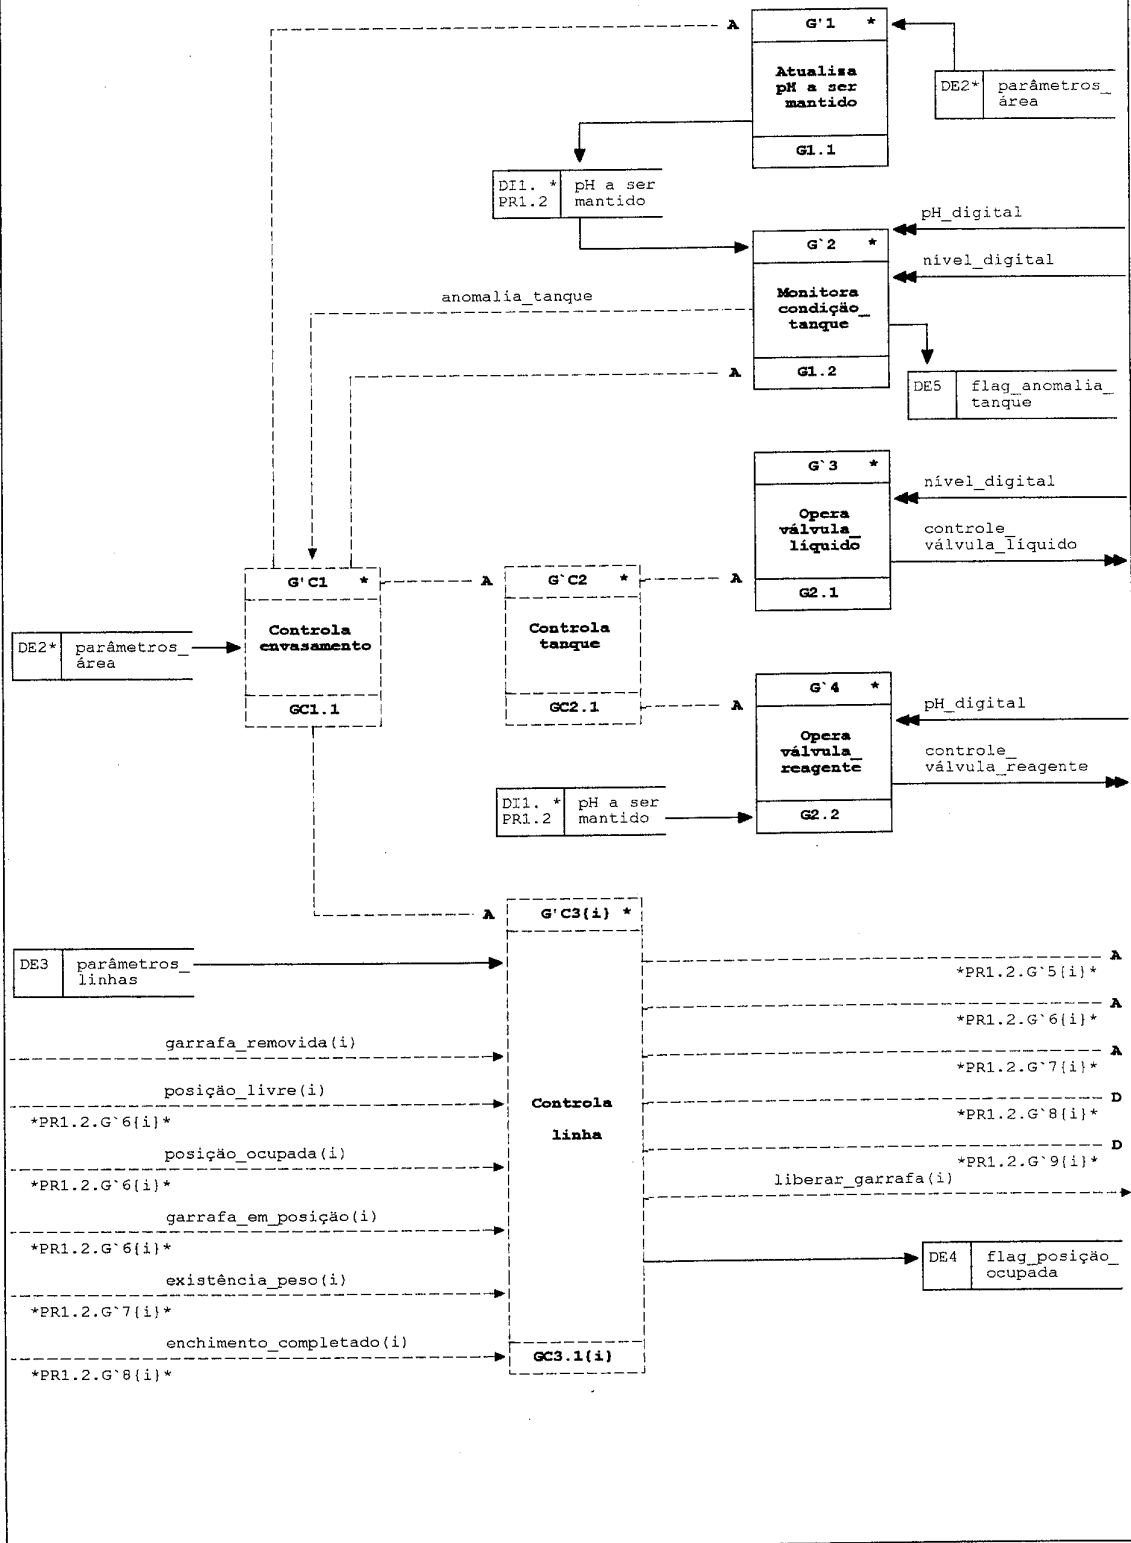 A
G'1 *
Atualiza
pH a ser
mantido
G1.1
DE2* parâmetros_
área
DI1. * pH a ser
PR1.2 mantido
pH_digital
G`2 *
nivel_digital
Monitora
condição_
tanque
anomalia_tanque
A
G1.2
DE5 flag_anomalia_
tanque
G`3 *
nível_digital
Opera
válvula_
líquido
controle_
válvula_líquido
G'C1 *
A
G`C2 *
A
G2.1
Controla
envasamento
Controla
tanque
DE2* parâmetros_
área
GC1.1
GC2.1
A
G`4 *
pH_digital
Opera
válvula_
reagente
controle_
válvula_reagente
DI1. * pH a ser
PR1.2 mantido
G2.2
A
G'C3{i} *
DE3 parâmetros_
linhas
A
*PR1.2.G`5{i}*
A
*PR1.2.G`6{i}*
garrafa_removida(i)
A
*PR1.2.G`7{i}*
posição_livre(i)
*PR1.2.G`6{i}*
Controla
linha
D
*PR1.2.G`8{i}*
posição_ocupada(i)
*PR1.2.G`6{i}*
D
*PR1.2.G`9{i}*
liberar_garrafa(i)
garrafa_em_posição(i)
*PR1.2.G`6{i}*
DE4 flag_posição_
ocupada
existência_peso(i)
*PR1.2.G`7{i}*
enchimento_completado(i)
*PR1.2.G`8{i}*
GC3.1{i}